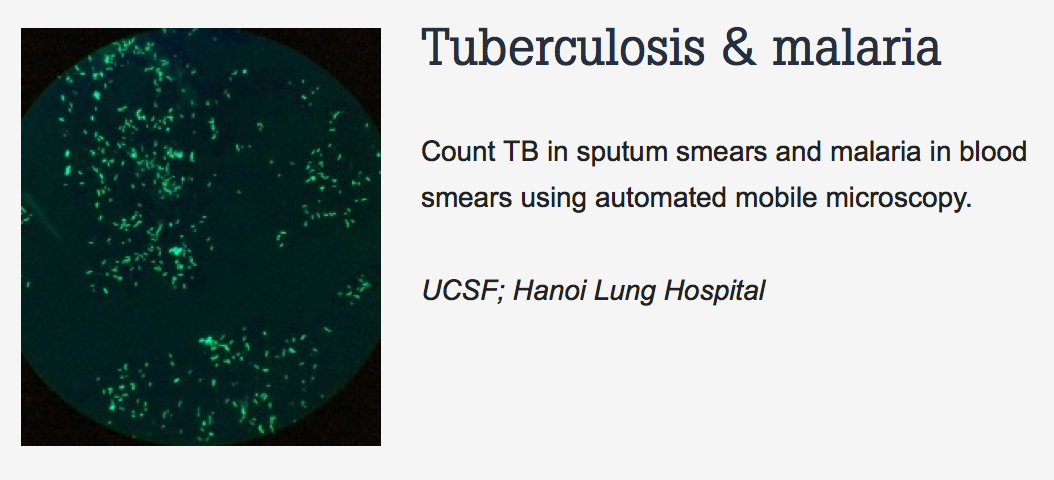 Tuberculosis & malaria
Count TB in sputum smears and malaria in blood
smears using automated mobile microscopy.
UCSF; Hanoi Lung Hospital